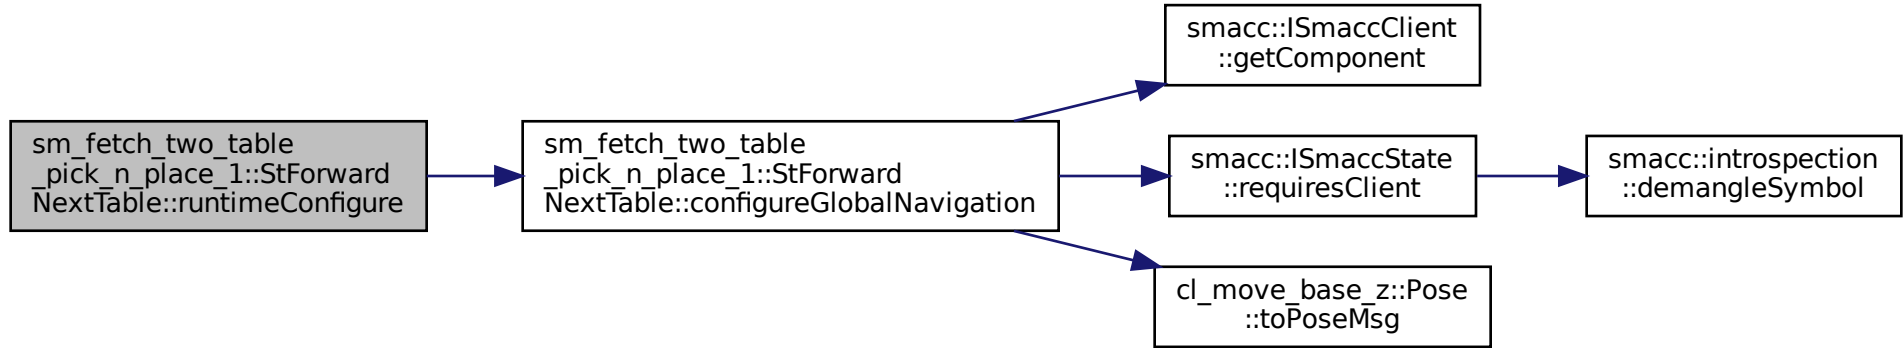 sm_fetch_two_table
_pick_n_place_1::StForward
NextTable::runtimeConfigure
sm_fetch_two_table
_pick_n_place_1::StForward
NextTable::configureGlobalNavigation
smacc::ISmaccClient
::getComponent
smacc::ISmaccState
::requiresClient
smacc::introspection
::demangleSymbol
cl_move_base_z::Pose
::toPoseMsg